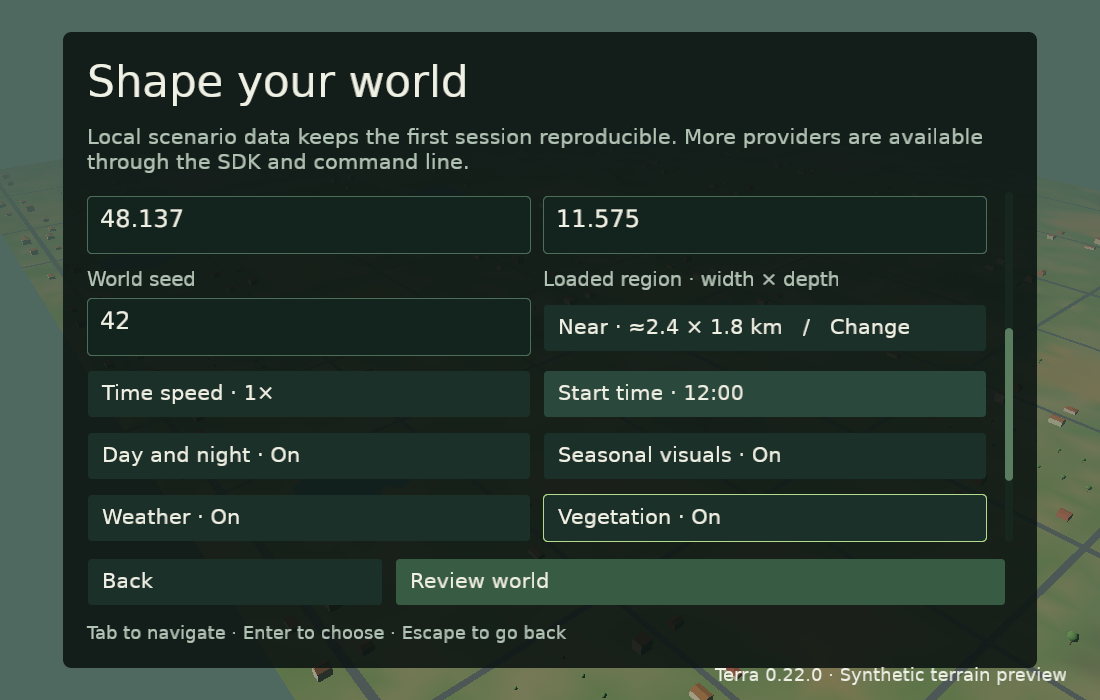 Shape your world
Local scenario data keeps the first session reproducible. More providers are available
through the SDK and command line.
48.137
11.575
World seed
Loaded region · width × depth
42
Near · ≈2.4 × 1.8 km / Change
Time speed · 1×
Start time · 12:00
Day and night · On
Seasonal visuals · On
Weather · On
Vegetation · On
Back
Review world
Tab to navigate · Enter to choose · Escape to go back
Terra 0.22.0 · Synthetic terrain preview